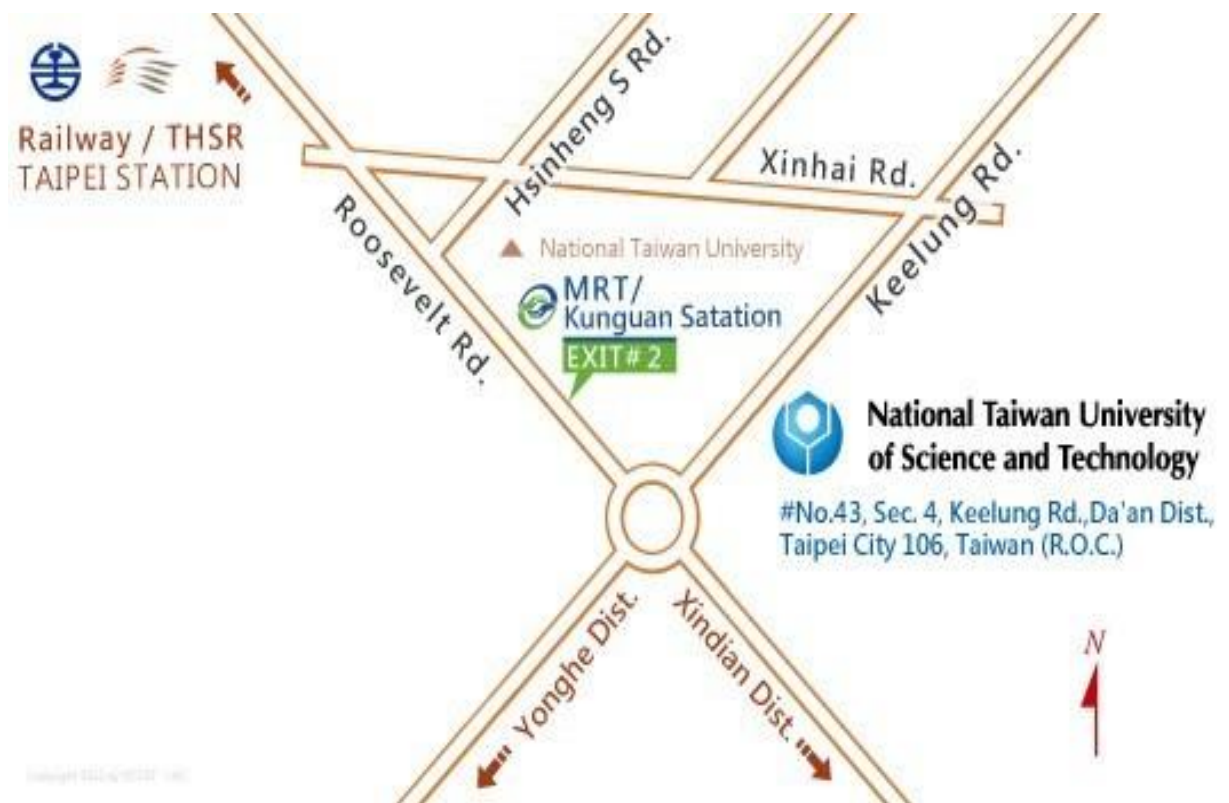 Railway / THSR
TAIPEI STATION
Hsinheng S Rd.
Xinhai Rd.
Keelung Rd.
Roosevelt Rd.
National Taiwan University
MRT/
Kunguan Satation
EXIT# 2
National Taiwan University
of Science and Technology
#No.43, Sec. 4, Keelung Rd.,Da'an Dist.,
Taipei City 106, Taiwan (R.O.C.)
Yonghe Dist.
Xindian Dist.
N